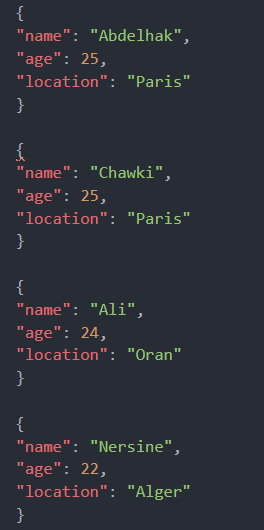 {
"name": "Abdelhak",
"age": 25,
"location": "Paris"
}
{
"name": "Chawki",
"age": 25,
"location": "Paris"
}
{
"name": "Ali",
"age": 24,
"location": "Oran"
}
{
"name": "Nersine",
"age": 22,
"location": "Alger"
}